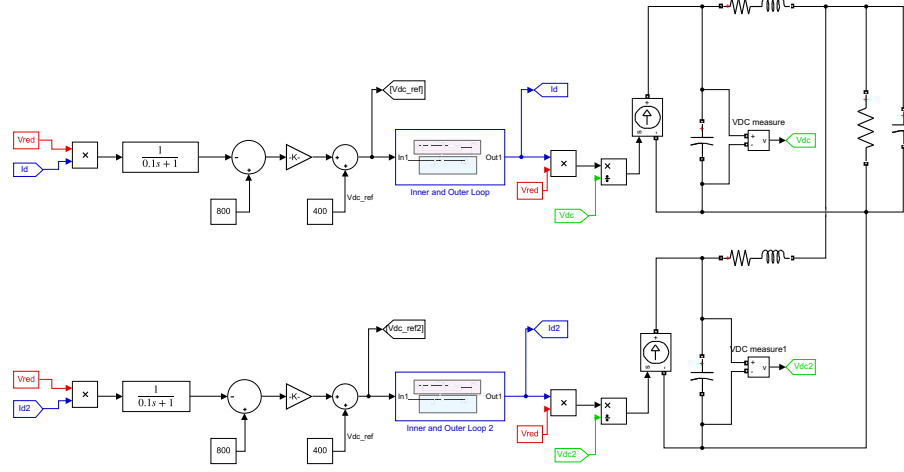 [Vdc_ref]
Id
Vred
Id
×
1
0.1s + 1
-
+
800
-K-
+
+
Vdc_ref
400
In1
Out1
Inner and Outer Loop
×
Vred
×
÷
Vdc
s
+
-
VDC measure
+
-
v
Vdc
[Vdc_ref2]
Id2
Vred
Id2
×
1
0.1s + 1
-
+
800
-K-
+
+
Vdc_ref
400
In1
Out1
Inner and Outer Loop 2
×
Vred
×
÷
Vdc2
s
+
-
VDC measure1
+
-
v
Vdc2